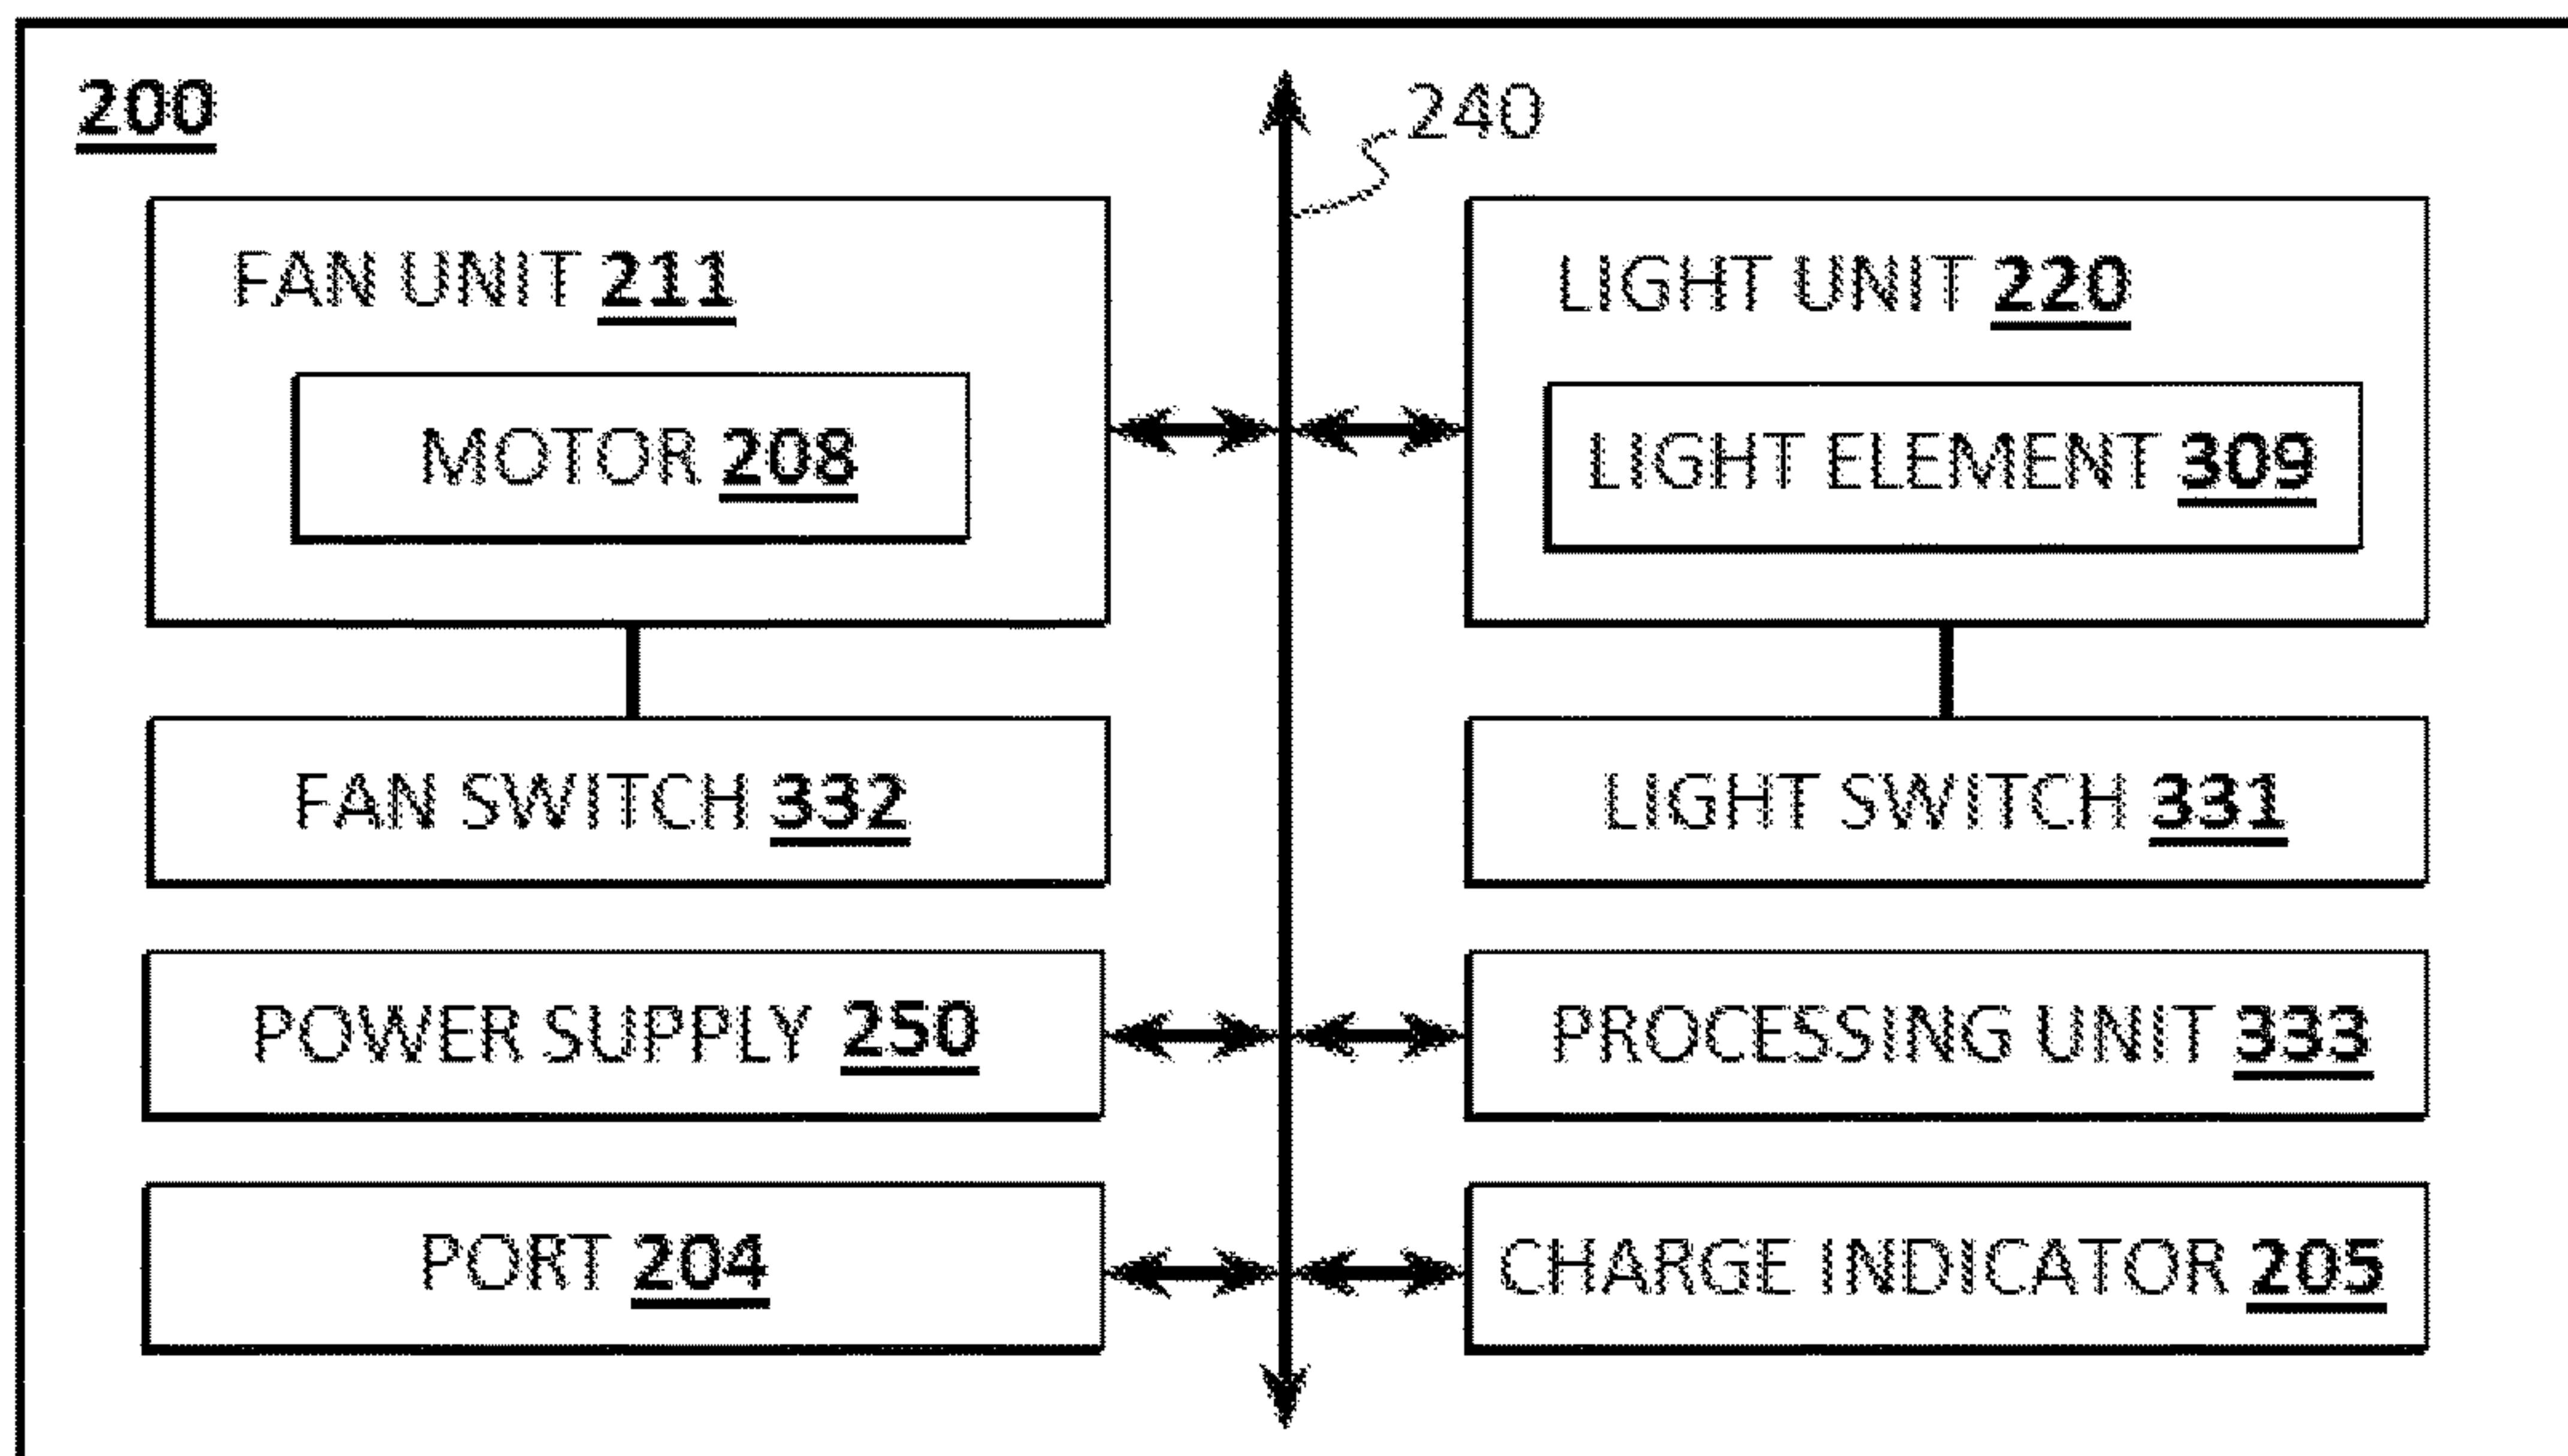 200
240
FAN UNIT 211
MOTOR 208
LIGHT UNIT 220
LIGHT ELEMENT 309
FAN SWITCH 332
LIGHT SWITCH 331
POWER SUPPLY 250
PROCESSING UNIT 333
PORT 204
CHARGE INDICATOR 205